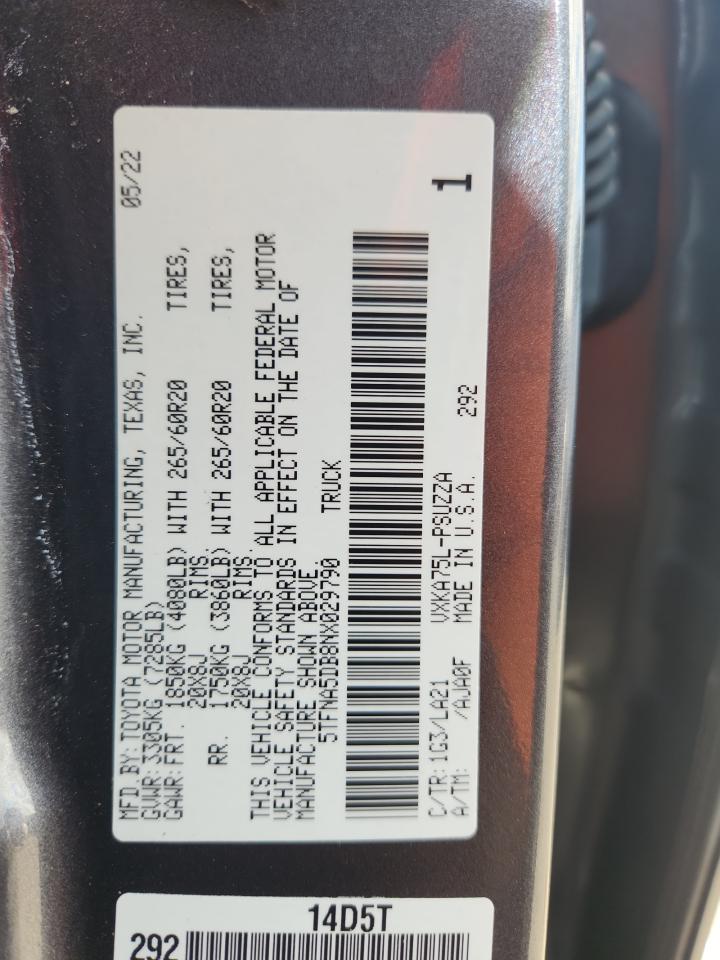 MFD.BY:TOYOTA MOTOR MANUFACTURING, TEXAS, INC. 05/22
GVWR:3305KG (7285LB)
GAWR:FRT. 1850KG (4080LB) WITH 265/60R20 TIRES,
20X8J RIMS.
RR. 1750KG (3860LB) WITH 265/60R20 TIRES,
20X8J RIMS.
THIS VEHICLE CONFORMS TO ALL APPLICABLE FEDERAL MOTOR
VEHICLE SAFETY STANDARDS IN EFFECT ON THE DATE OF
MANUFACTURE SHOWN ABOVE.
5TFNA5DB8NX029790 TRUCK
1
C/TR:1G3/LA21 VXKA75L-PSUZZA
A/TM: /AJA0F MADE IN U.S.A. 292
14D5T
292